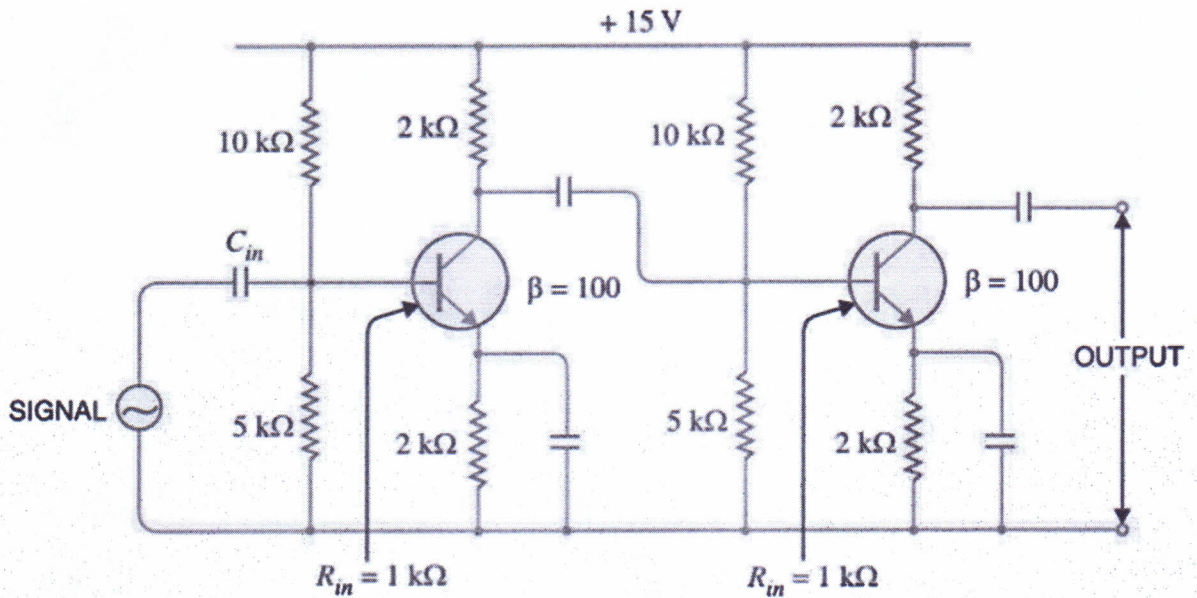 + 15 V
10 kΩ
2 kΩ
10 kΩ
2 kΩ
C_in
β = 100
β = 100
OUTPUT
SIGNAL
5 kΩ
2 kΩ
5 kΩ
2 kΩ
R_in = 1 kΩ
R_in = 1 kΩ